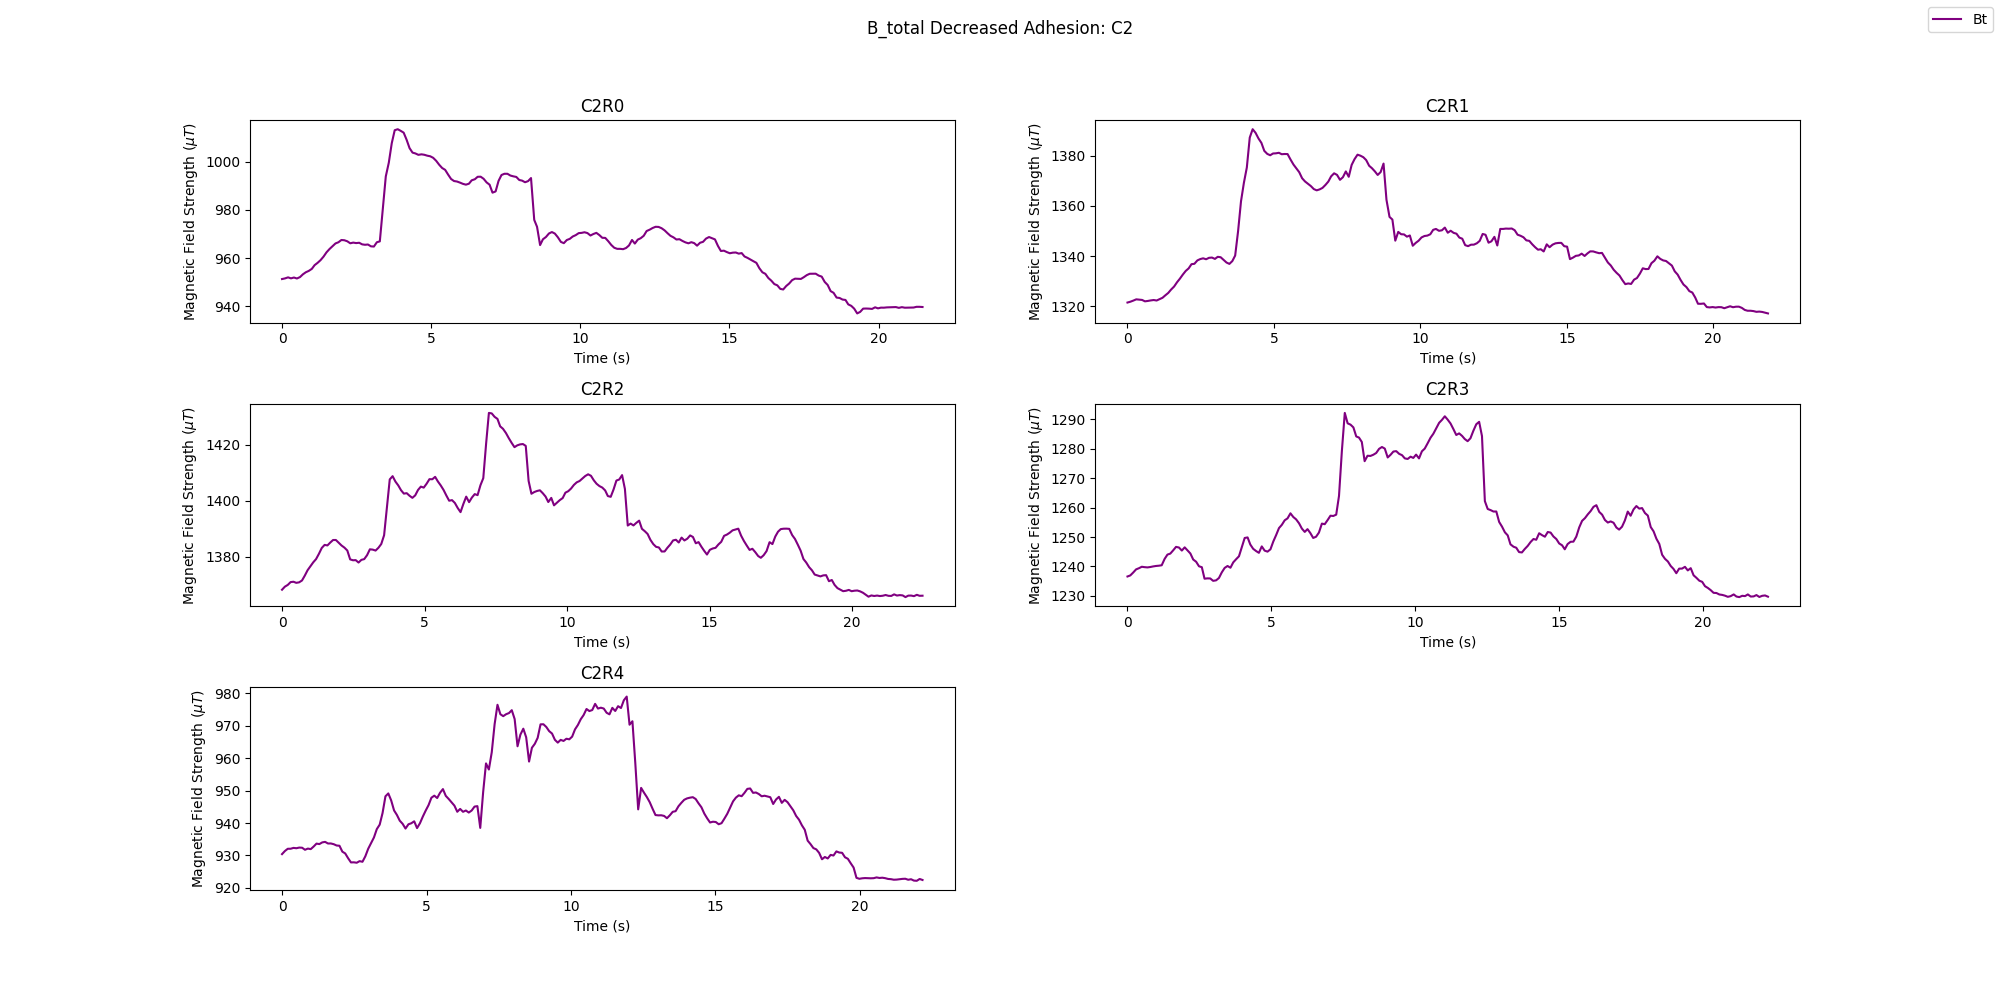 B_total Decreased Adhesion: C2
Bt
C2R0
Magnetic Field Strength (μT)
1000
980
960
940
0 5 10 15 20
Time (s)
C2R1
Magnetic Field Strength (μT)
1380
1360
1340
1320
0 5 10 15 20
Time (s)
C2R2
Magnetic Field Strength (μT)
1420
1400
1380
0 5 10 15 20
Time (s)
C2R3
Magnetic Field Strength (μT)
1290
1280
1270
1260
1250
1240
1230
0 5 10 15 20
Time (s)
C2R4
Magnetic Field Strength (μT)
980
970
960
950
940
930
920
0 5 10 15 20
Time (s)